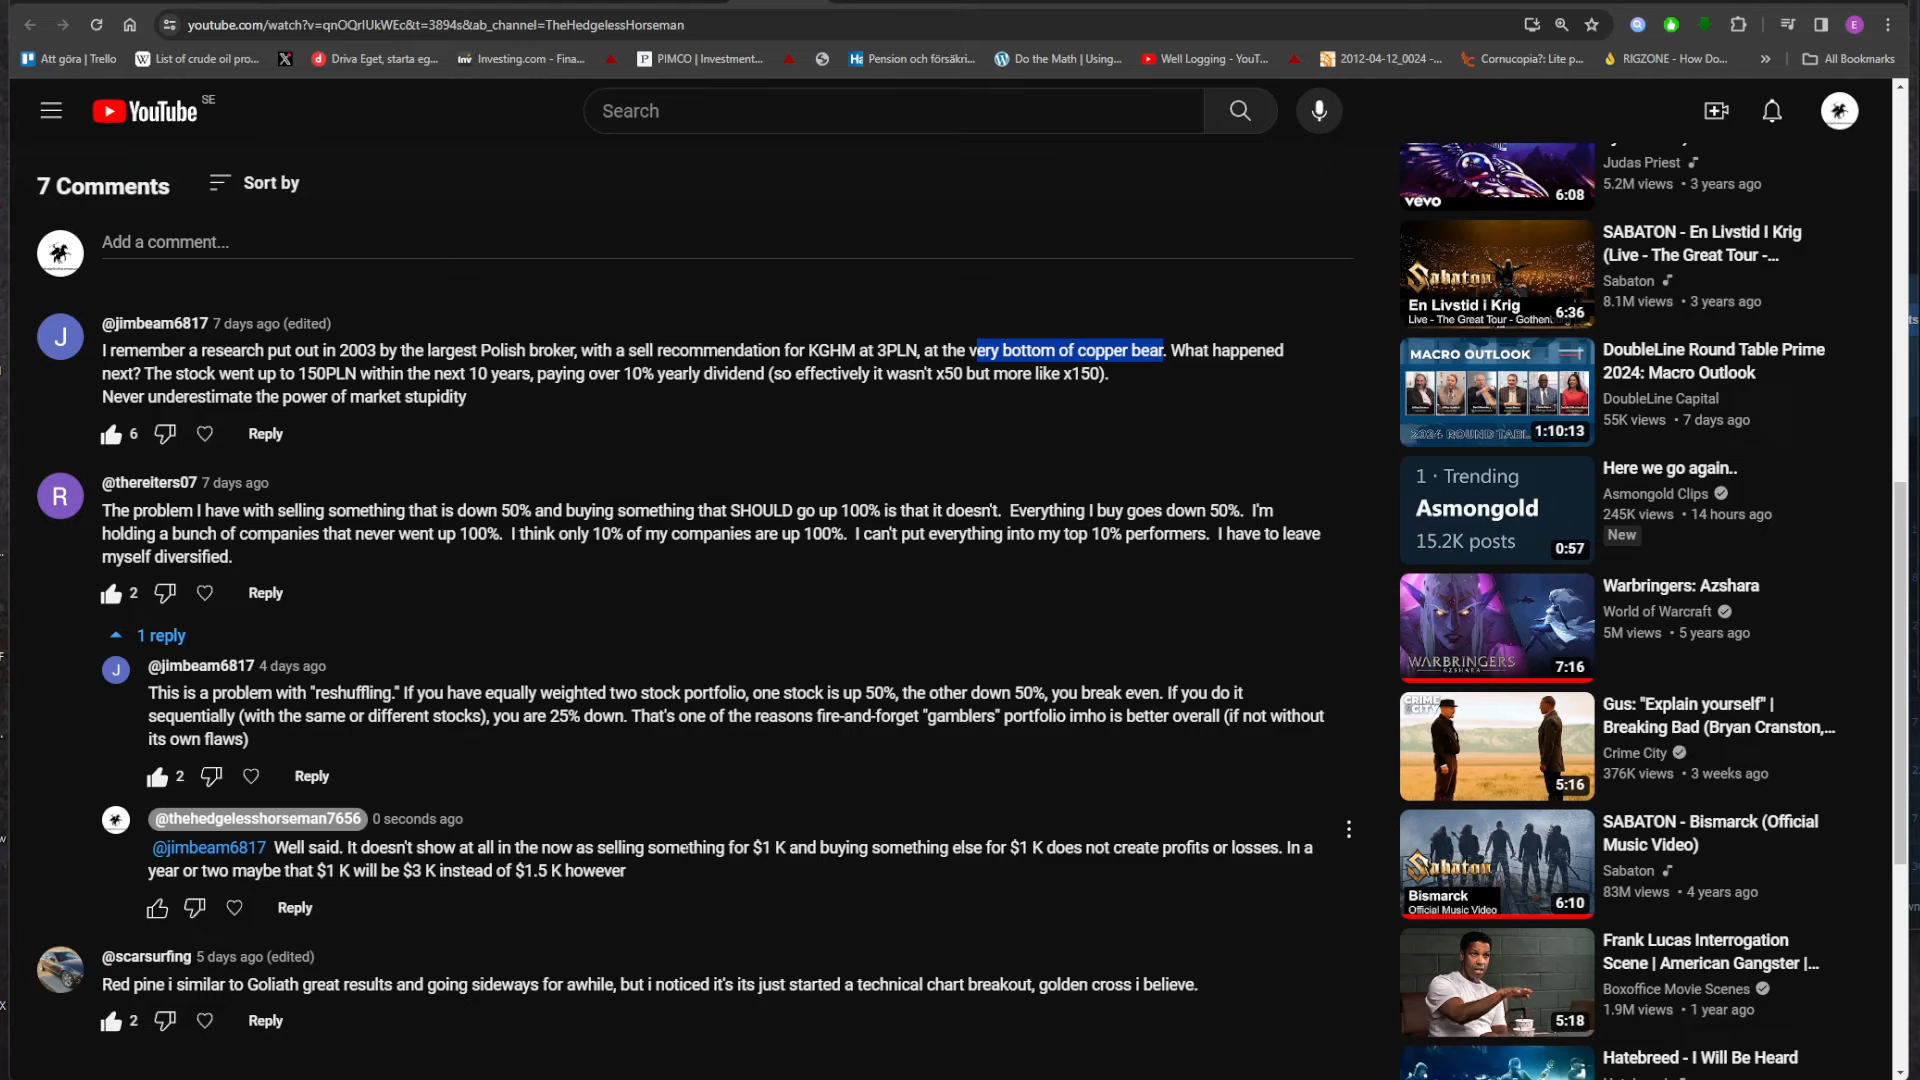 youtube.com/watch?v=qnOQrIUkWEc&t=3894s&ab_channel=TheHedgelessHorseman
E
Att göra | Trello
List of crude oil pro...
Driva Eget, starta eg...
Investing.com - Fina...
PIMCO | Investment...
Pension och försäkri...
Do the Math | Using...
Well Logging - YouT...
2012-04-12_0024 -...
Cornucopia?: Lite p...
RIGZONE - How Do...
All Bookmarks
YouTube SE
Search
7 Comments
Sort by
Add a comment...
@jimbeam6817 7 days ago (edited)
I remember a research put out in 2003 by the largest Polish broker, with a sell recommendation for KGHM at 3PLN, at the very bottom of copper bear. What happened
next? The stock went up to 150PLN within the next 10 years, paying over 10% yearly dividend (so effectively it wasn't x50 but more like x150).
Never underestimate the power of market stupidity
6
Reply
@thereiters07 7 days ago
The problem I have with selling something that is down 50% and buying something that SHOULD go up 100% is that it doesn't. Everything I buy goes down 50%. I'm
holding a bunch of companies that never went up 100%. I think only 10% of my companies are up 100%. I can't put everything into my top 10% performers. I have to leave
myself diversified.
2
Reply
1 reply
@jimbeam6817 4 days ago
This is a problem with "reshuffling." If you have equally weighted two stock portfolio, one stock is up 50%, the other down 50%, you break even. If you do it
sequentially (with the same or different stocks), you are 25% down. That's one of the reasons fire-and-forget "gamblers" portfolio imho is better overall (if not without
its own flaws)
2
Reply
@thehedgelesshorseman7656 0 seconds ago
@jimbeam6817 Well said. It doesn't show at all in the now as selling something for $1 K and buying something else for $1 K does not create profits or losses. In a
year or two maybe that $1 K will be $3 K instead of $1.5 K however
Reply
@scarsurfing 5 days ago (edited)
Red pine i similar to Goliath great results and going sideways for awhile, but i noticed it's its just started a technical chart breakout, golden cross i believe.
2
Reply
vevo
6:08
Judas Priest
5.2M views • 3 years ago
Sabaton
En Livstid i Krig
Live - The Great Tour - Gothen
6:36
SABATON - En Livstid I Krig
(Live - The Great Tour -...
Sabaton
8.1M views • 3 years ago
MACRO OUTLOOK
2024 ROUND TABL
1:10:13
DoubleLine Round Table Prime
2024: Macro Outlook
DoubleLine Capital
55K views • 7 days ago
1 · Trending
Asmongold
15.2K posts
0:57
Here we go again..
Asmongold Clips
245K views • 14 hours ago
New
WARBRINGERS
AZSHARA
7:16
Warbringers: Azshara
World of Warcraft
5M views • 5 years ago
CRIME CITY
5:16
Gus: "Explain yourself" |
Breaking Bad (Bryan Cranston,...
Crime City
376K views • 3 weeks ago
Sabaton
Bismarck
Official Music Video
6:10
SABATON - Bismarck (Official
Music Video)
Sabaton
83M views • 4 years ago
5:18
Frank Lucas Interrogation
Scene | American Gangster |...
Boxoffice Movie Scenes
1.9M views • 1 year ago
Hatebreed - I Will Be Heard